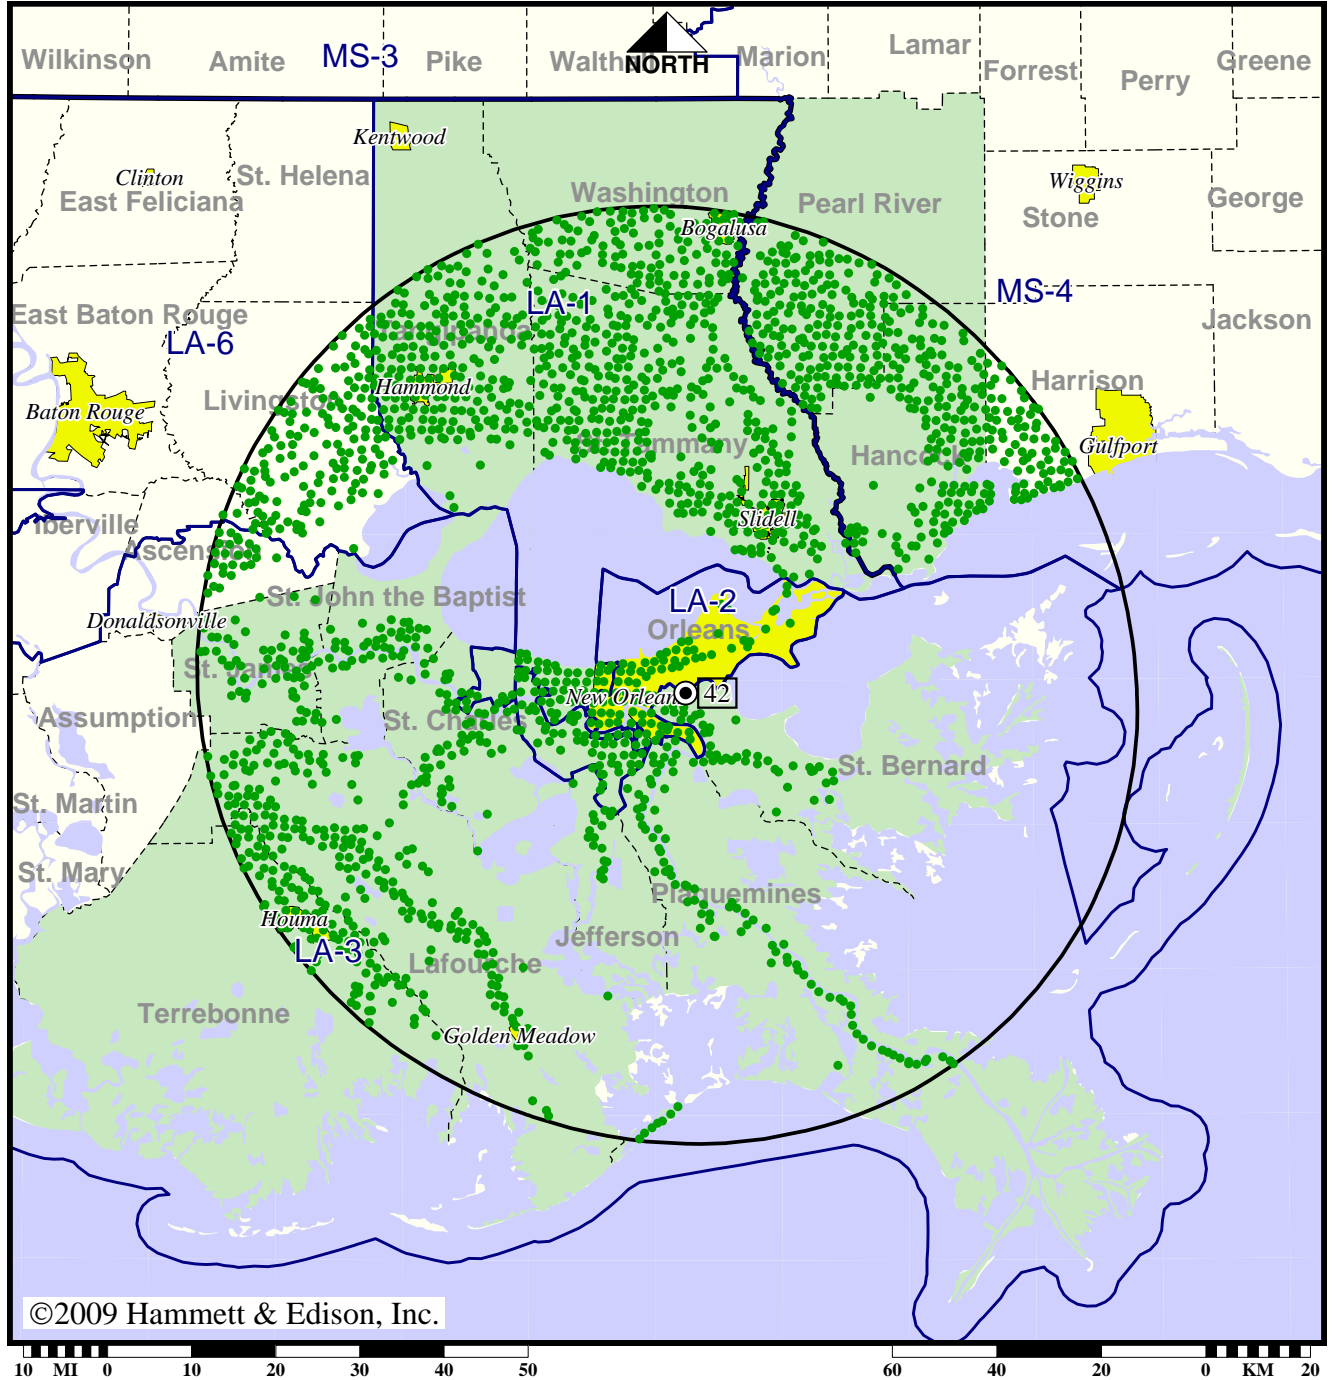 Wilkinson
Amite
MS-3
Pike
NORTH
Marion
Lamar
Forrest
Perry
Greene
Kentwood
Clinton
East Feliciana
St. Helena
Washington
Bogalusa
Pearl River
Wiggins
Stone
George
LA-1
MS-4
East Baton Rouge
LA-6
Jackson
Hammond
Harrison
Baton Rouge
Gulfport
Hancock
Slidell
Iberville
Donaldsonville
St. John the Baptist
LA-2
Orleans
42
Assumption
St. Charles
St. Bernard
St. Martin
St. Mary
Plaquemines
Houma
LA-3
Jefferson
Lafourche
Terrebonne
Golden Meadow
©2009 Hammett & Edison, Inc.
10 MI 0 10 20 30 40 50
60 40 20 0 KM 20